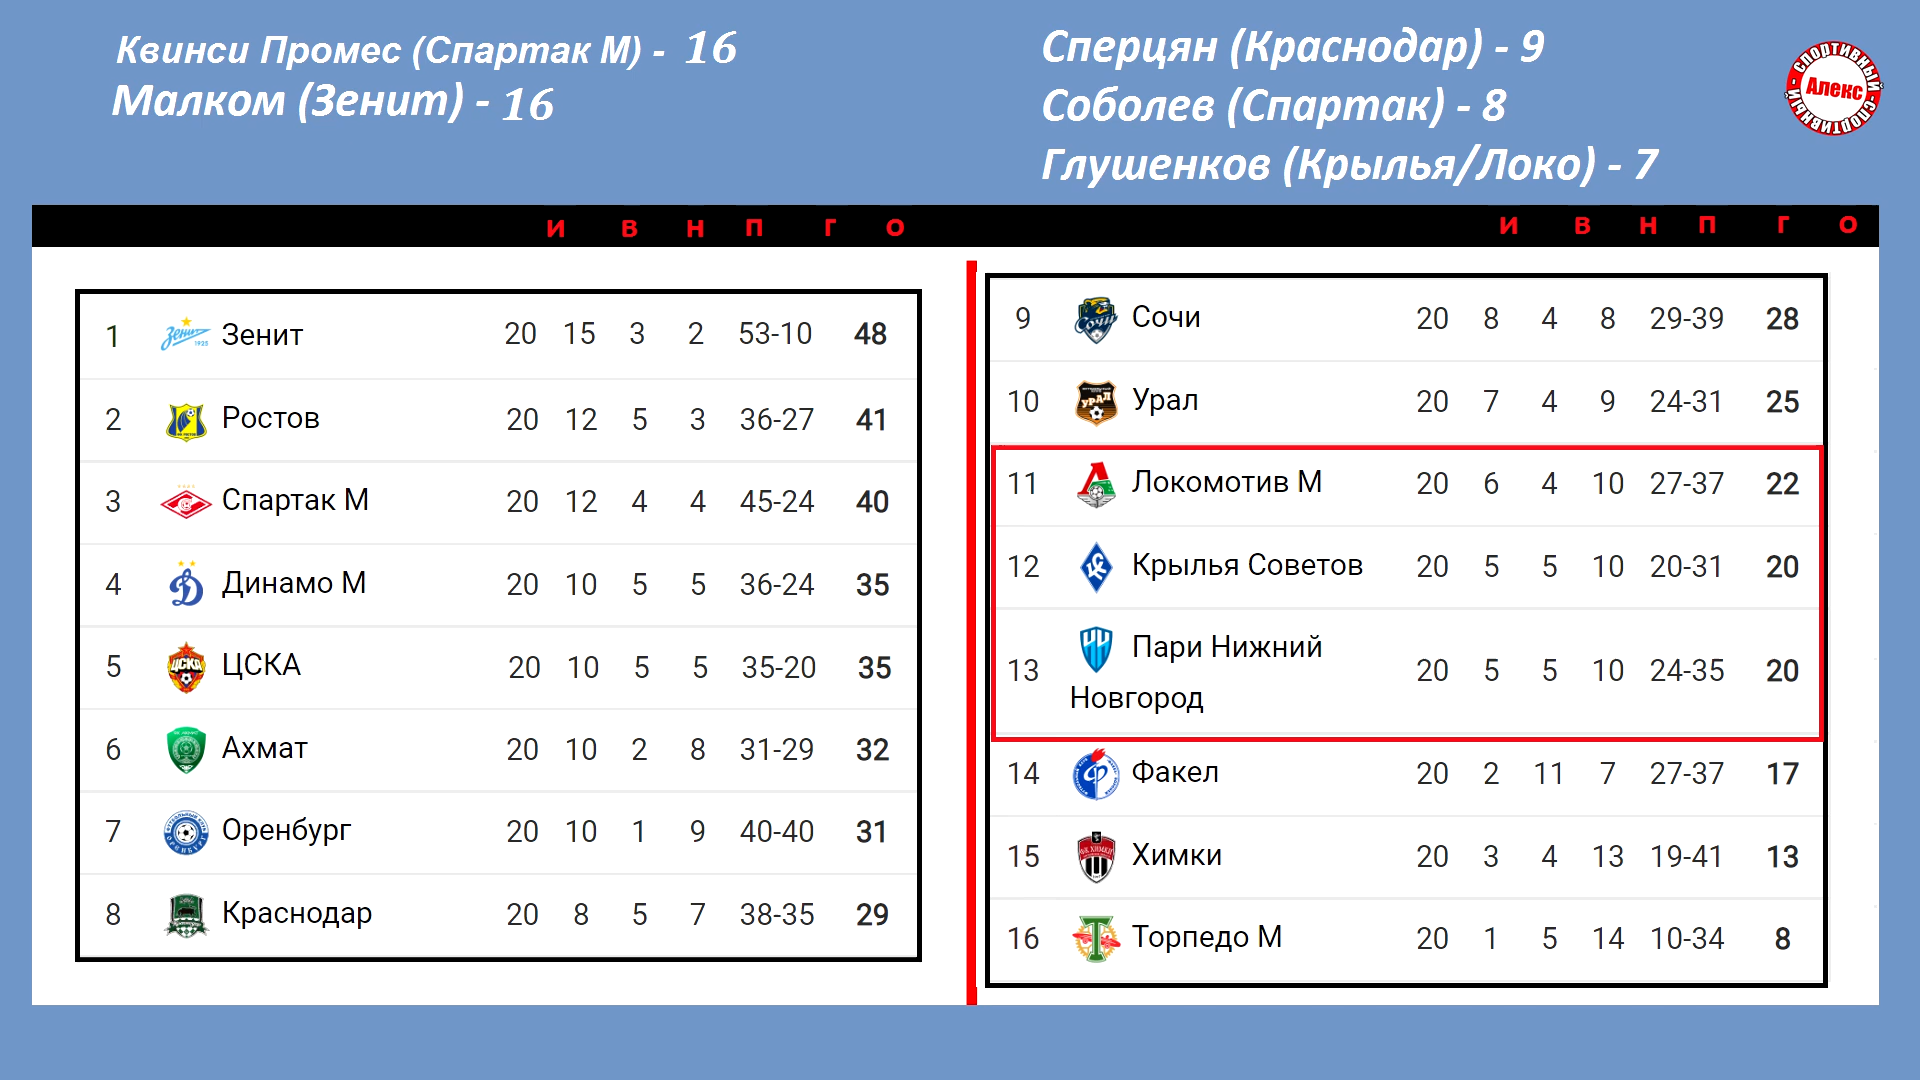 Квинси Промес (Спартак М) - 16
Малком (Зенит) - 16
Сперцян (Краснодар) - 9
Соболев (Спартак) - 8
Глушенков (Крылья/Локо) - 7
СПОРТИВНЫЙ
Алекс
СПОРТИВНЫЙ
И В Н П Г О
1 Зенит 20 15 3 2 53-10 48
2 Ростов 20 12 5 3 36-27 41
3 Спартак М 20 12 4 4 45-24 40
4 Динамо М 20 10 5 5 36-24 35
5 ЦСКА 20 10 5 5 35-20 35
6 Ахмат 20 10 2 8 31-29 32
7 Оренбург 20 10 1 9 40-40 31
8 Краснодар 20 8 5 7 38-35 29
И В Н П Г О
9 Сочи 20 8 4 8 29-39 28
10 Урал 20 7 4 9 24-31 25
11 Локомотив М 20 6 4 10 27-37 22
12 Крылья Советов 20 5 5 10 20-31 20
13 Пари Нижний
Новгород 20 5 5 10 24-35 20
14 Факел 20 2 11 7 27-37 17
15 Химки 20 3 4 13 19-41 13
16 Торпедо М 20 1 5 14 10-34 8